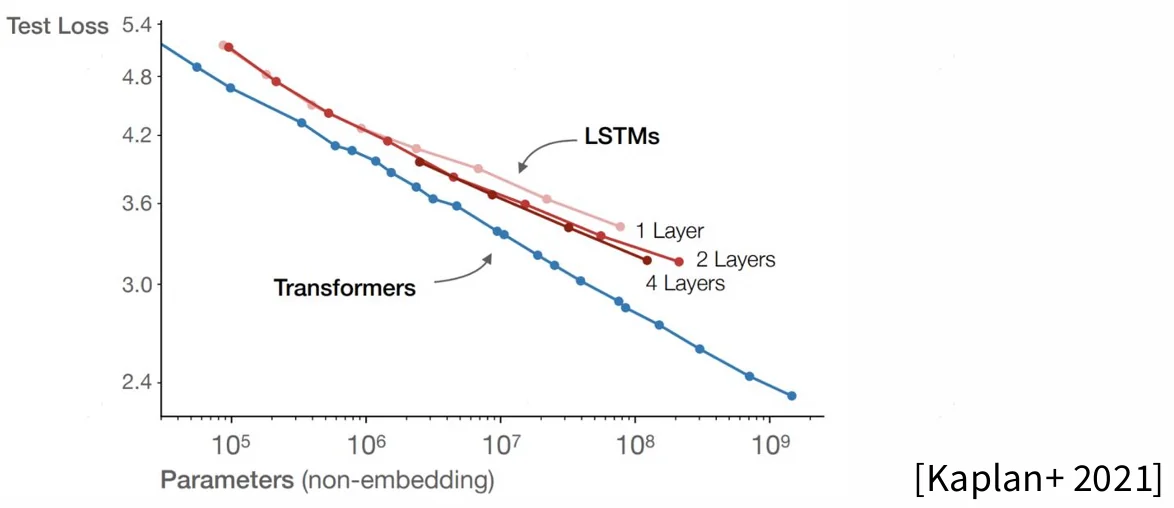 Test Loss
5.4
4.8
4.2
3.6
3.0
2.4
LSTMs
1 Layer
2 Layers
4 Layers
Transformers
10⁵ 10⁶ 10⁷ 10⁸ 10⁹
Parameters (non-embedding)
[Kaplan+ 2021]